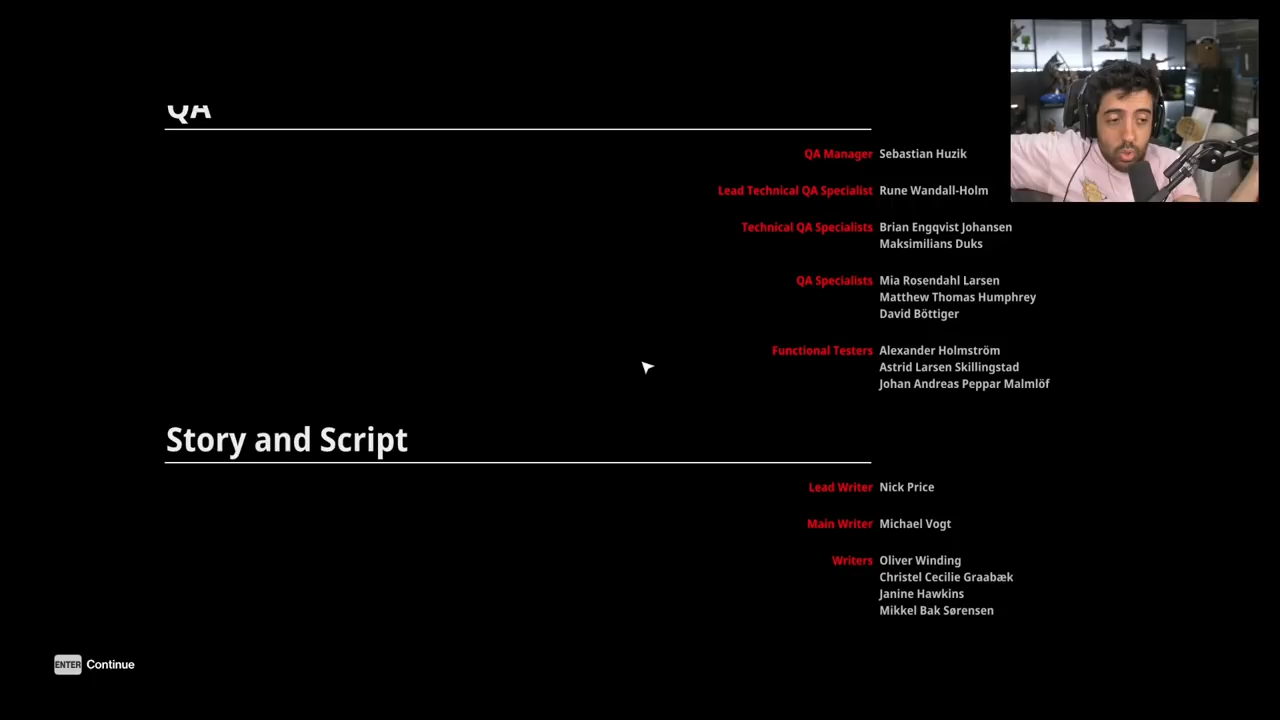 QA
QA Manager Sebastian Huzik
Lead Technical QA Specialist Rune Wandall-Holm
Technical QA Specialists Brian Engqvist Johansen
Maksimilians Duks
QA Specialists Mia Rosendahl Larsen
Matthew Thomas Humphrey
David Böttiger
Functional Testers Alexander Holmström
Astrid Larsen Skillingstad
Johan Andreas Peppar Malmlöf
Story and Script
Lead Writer Nick Price
Main Writer Michael Vogt
Writers Oliver Winding
Christel Cecilie Graabæk
Janine Hawkins
Mikkel Bak Sørensen
ENTER Continue